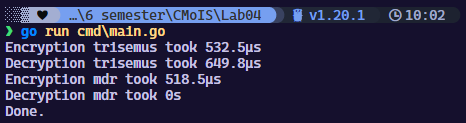 …\6 semester\CMoIS\Lab04 v1.20.1 10:02
❯ go run cmd\main.go
Encryption trisemus took 532.5µs
Decryption trisemus took 649.8µs
Encryption mdr took 518.5µs
Decryption mdr took 0s
Done.